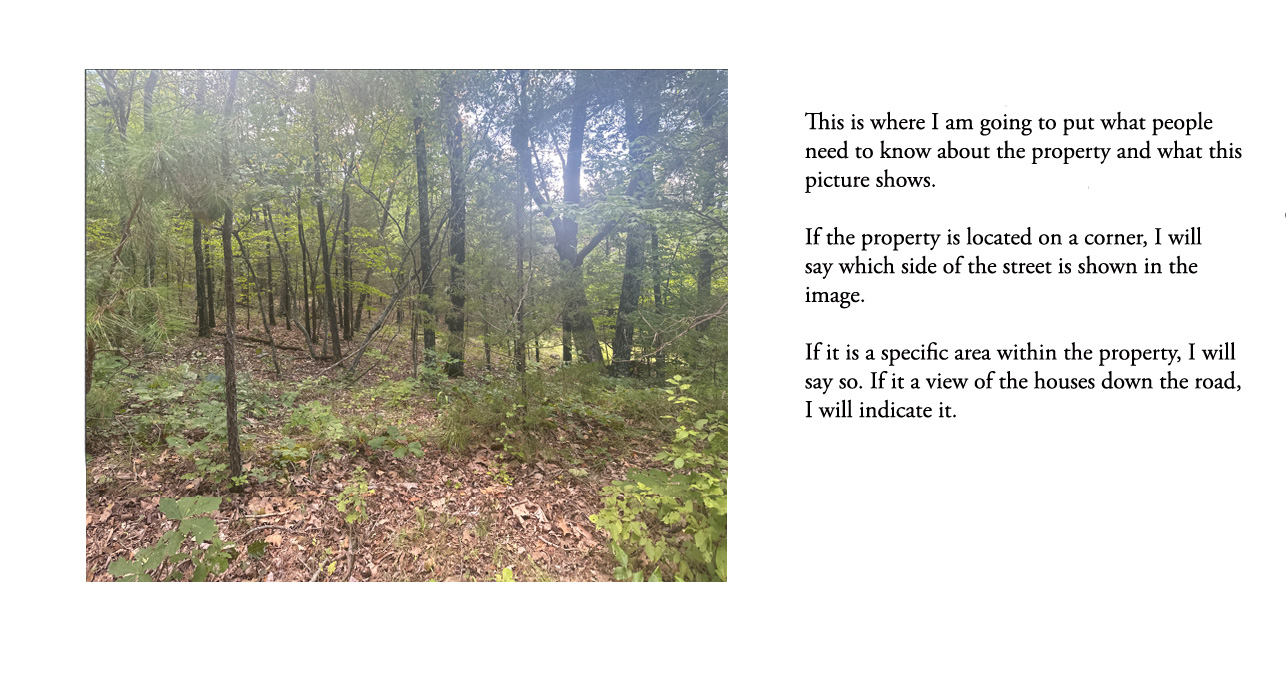 This is where I am going to put what people
need to know about the property and what this
picture shows.
If the property is located on a corner, I will
say which side of the street is shown in the
image.
If it is a specific area within the property, I will
say so. If it a view of the houses down the road,
I will indicate it.